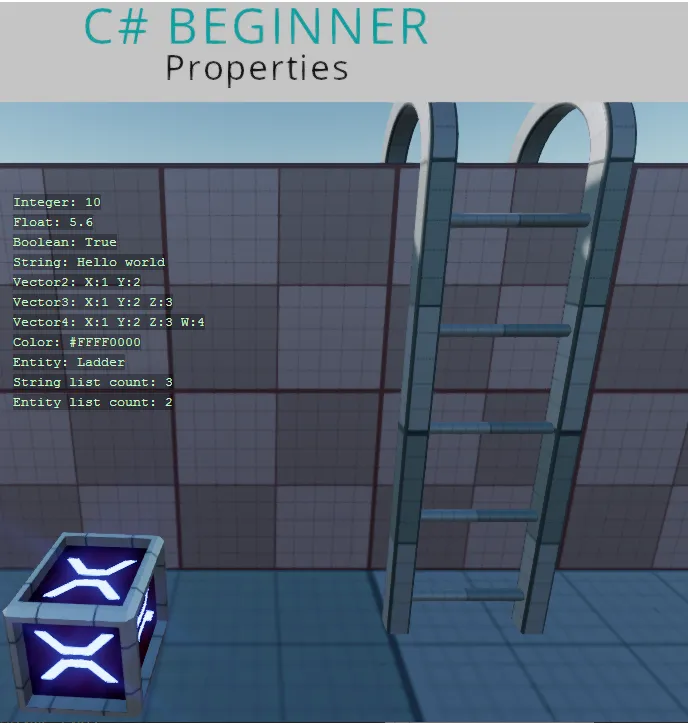 C# BEGINNER
Properties
Integer: 10
Float: 5.6
Boolean: True
String: Hello world
Vector2: X:1 Y:2
Vector3: X:1 Y:2 Z:3
Vector4: X:1 Y:2 Z:3 W:4
Color: #FFFF0000
Entity: Ladder
String list count: 3
Entity list count: 2